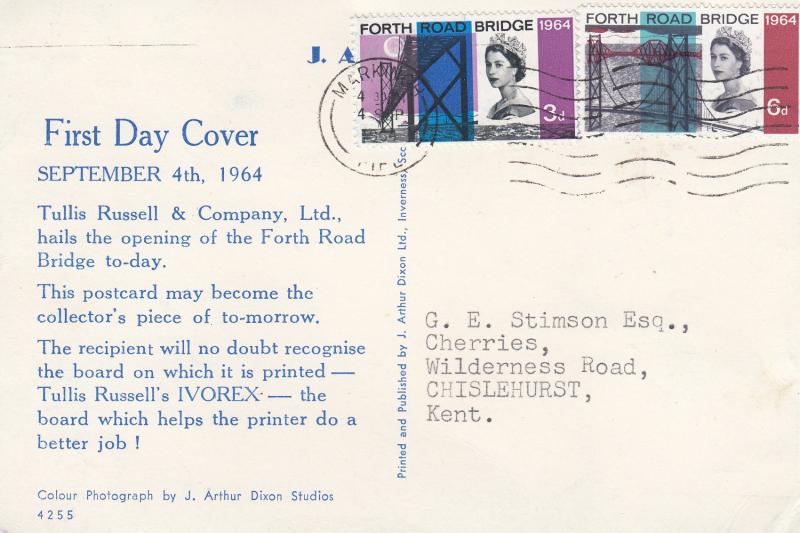 FORTH ROAD BRIDGE 1964
3d
FORTH ROAD BRIDGE 1964
6d
J. A
First Day Cover
SEPTEMBER 4th, 1964
Tullis Russell & Company, Ltd.,
hails the opening of the Forth Road
Bridge to-day.
This postcard may become the
collector's piece of to-morrow.
The recipient will no doubt recognise
the board on which it is printed —
Tullis Russell's IVOREX — the
board which helps the printer do a
better job !
Colour Photograph by J. Arthur Dixon Studios
4255
Printed and Published by J. Arthur Dixon Ltd., Inverness, Sco
G. E. Stimson Esq.,
Cherries,
Wilderness Road,
CHISLEHURST,
Kent.